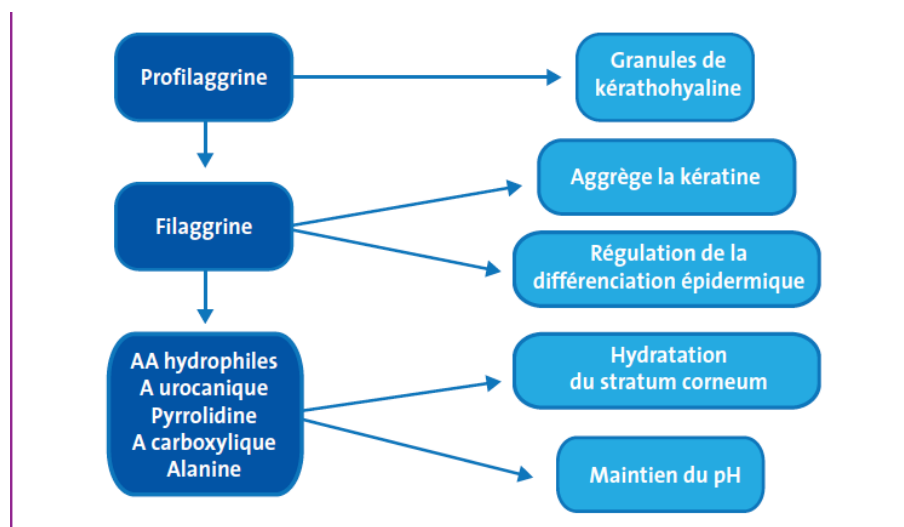 Profilaggrine
Granules de
kérathohyaline
Filaggrine
Aggrège la kératine
Régulation de la
différenciation épidermique
AA hydrophiles
A urocanique
Pyrrolidine
A carboxylique
Alanine
Hydratation
du stratum corneum
Maintien du pH